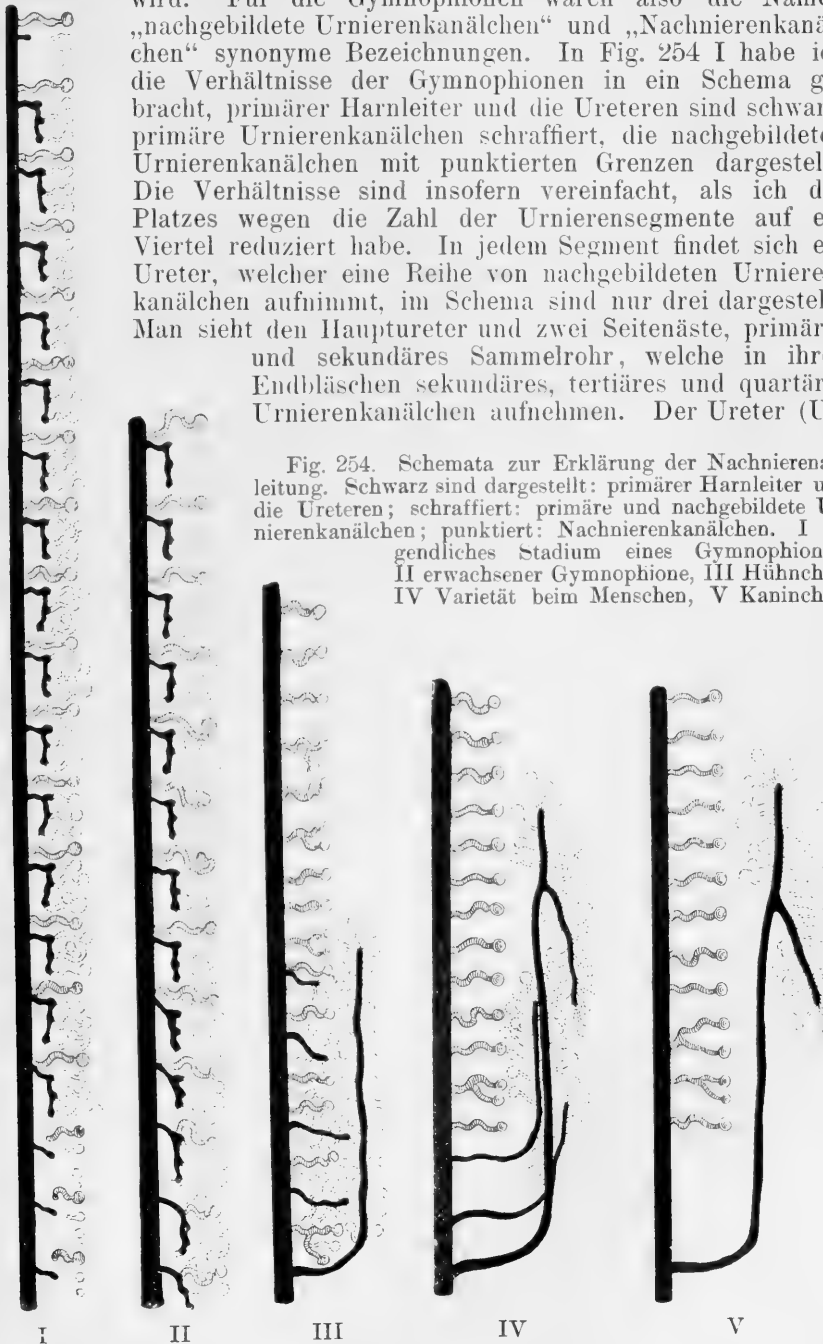 wird. Für die Gymnophionen wären also die Name
„nachgebildete Urnierenkanälchen“ und „Nachnierenkanä
chen“ synonyme Bezeichnungen. In Fig. 254 I habe ic
die Verhältnisse der Gymnophionen in ein Schema g
bracht, primärer Harnleiter und die Ureteren sind schwar
primäre Urnierenkanälchen schraffiert, die nachgebildete
Urnierenkanälchen mit punktierten Grenzen dargestel
Die Verhältnisse sind insofern vereinfacht, als ich d
Platzes wegen die Zahl der Urnierensegmente auf e
Viertel reduziert habe. In jedem Segment findet sich e
Ureter, welcher eine Reihe von nachgebildeten Urniere
kanälchen aufnimmt, im Schema sind nur drei dargestel
Man sieht den Hauptureter und zwei Seitenäste, primär
und sekundäres Sammelrohr, welche in ihre
Endbläschen sekundäres, tertiäres und quartär
Urnierenkanälchen aufnehmen. Der Ureter (U
Fig. 254. Schemata zur Erklärung der Nachnierena
leitung. Schwarz sind dargestellt: primärer Harnleiter u
die Ureteren; schraffiert: primäre und nachgebildete U
nierenkanälchen; punktiert: Nachnierenkanälchen. I
gendliches Stadium eines Gymnophion
II erwachsener Gymnophione, III Hühnch
IV Varietät beim Menschen, V Kaninch
I II III IV V